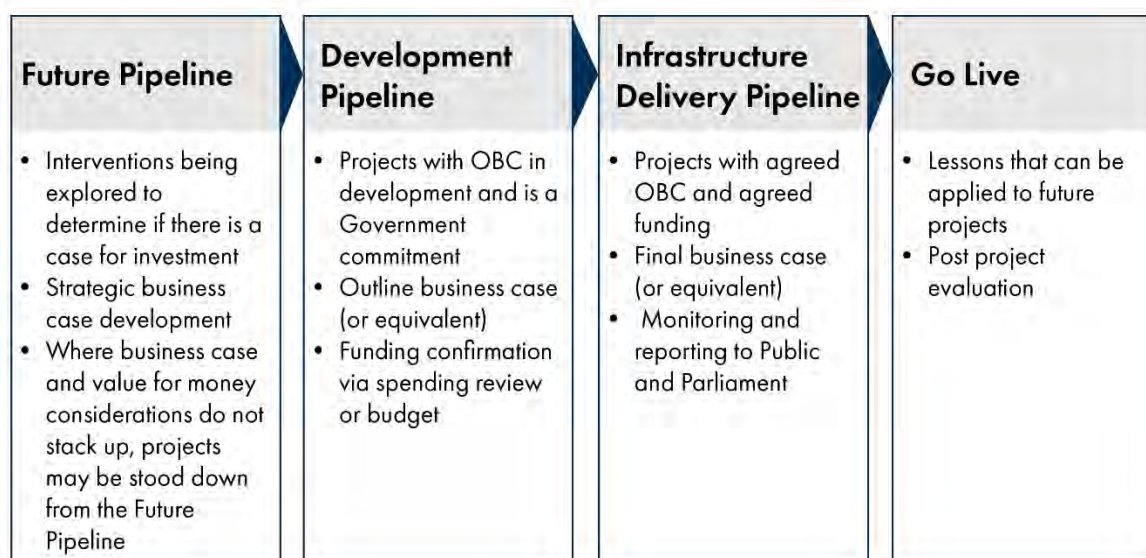 Future Pipeline
• Interventions being
explored to
determine if there is a
case for investment
• Strategic business
case development
• Where business case
and value for money
considerations do not
stack up, projects
may be stood down
from the Future
Pipeline
Development
Pipeline
• Projects with OBC in
development and is a
Government
commitment
• Outline business case
(or equivalent)
• Funding confirmation
via spending review
or budget
Infrastructure
Delivery Pipeline
• Projects with agreed
OBC and agreed
funding
• Final business case
(or equivalent)
• Monitoring and
reporting to Public
and Parliament
Go Live
• Lessons that can be
applied to future
projects
• Post project
evaluation